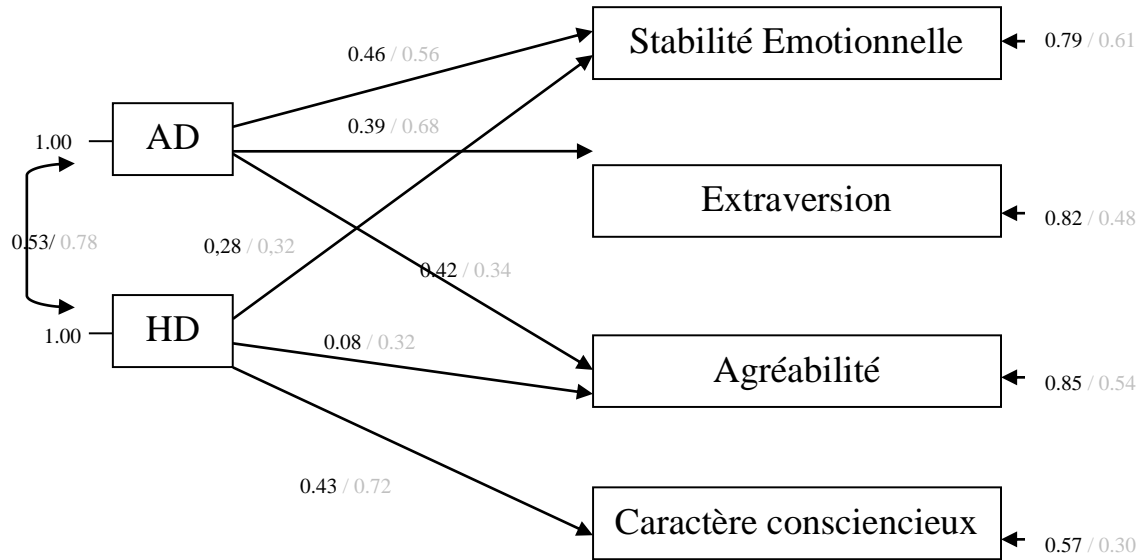 Stabilité Emotionnelle
0.79 / 0.61
0.46 / 0.56
AD
1.00
0.39 / 0.68
Extraversion
0.82 / 0.48
0.53/ 0.78
0,28 / 0,32
0.42 / 0.34
HD
1.00
0.08 / 0.32
Agréabilité
0.85 / 0.54
0.43 / 0.72
Caractère consciencieux
0.57 / 0.30